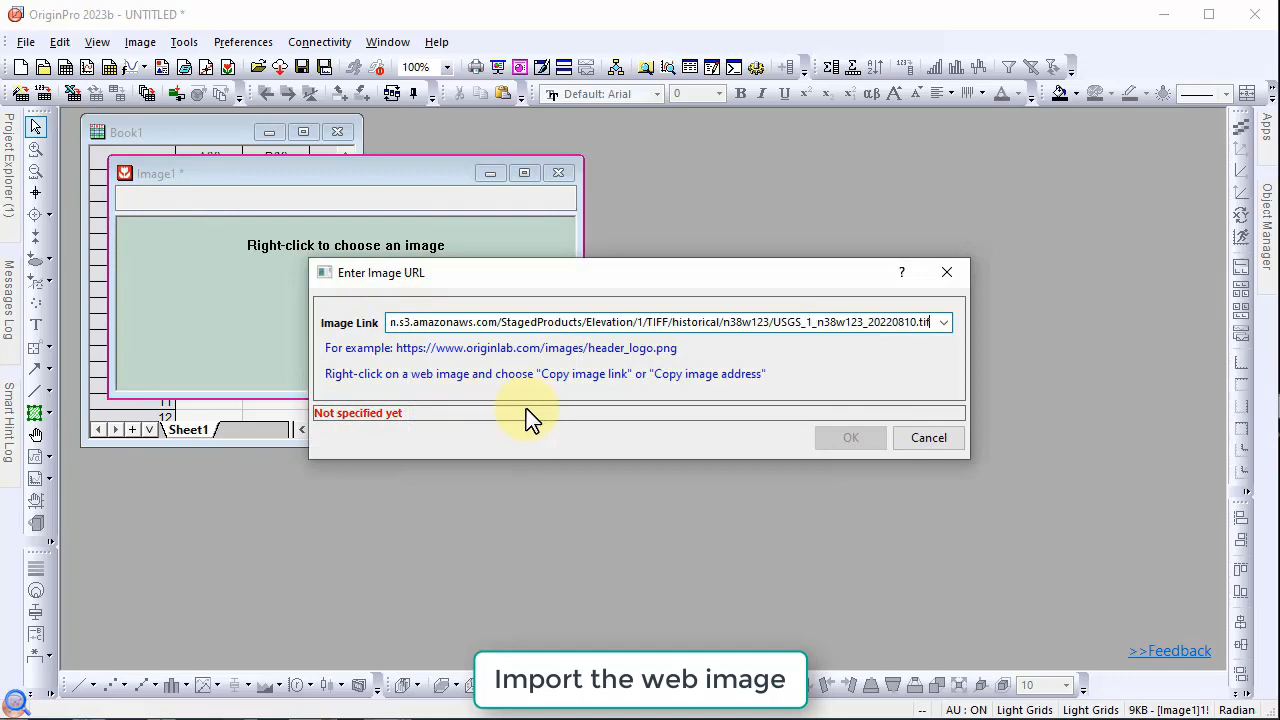 OriginPro 2023b - UNTITLED *
File Edit View Image Tools Preferences Connectivity Window Help
100%
Default: Arial 0 B I U
Project Explorer (1)
Messages Log
Smart Hint Log
Apps
Object Manager
Book1
Image1 *
Right-click to choose an image
Enter Image URL
?
Image Link n.s3.amazonaws.com/StagedProducts/Elevation/1/TIFF/historical/n38w123/USGS_1_n38w123_20220810.tif
For example: https://www.originlab.com/images/header_logo.png
Right-click on a web image and choose "Copy image link" or "Copy image address"
Not specified yet
OK Cancel
11
12
Sheet1
>>Feedback
Import the web image
10
-- AU : ON Light Grids Light Grids 9KB - [Image1]1! Radian